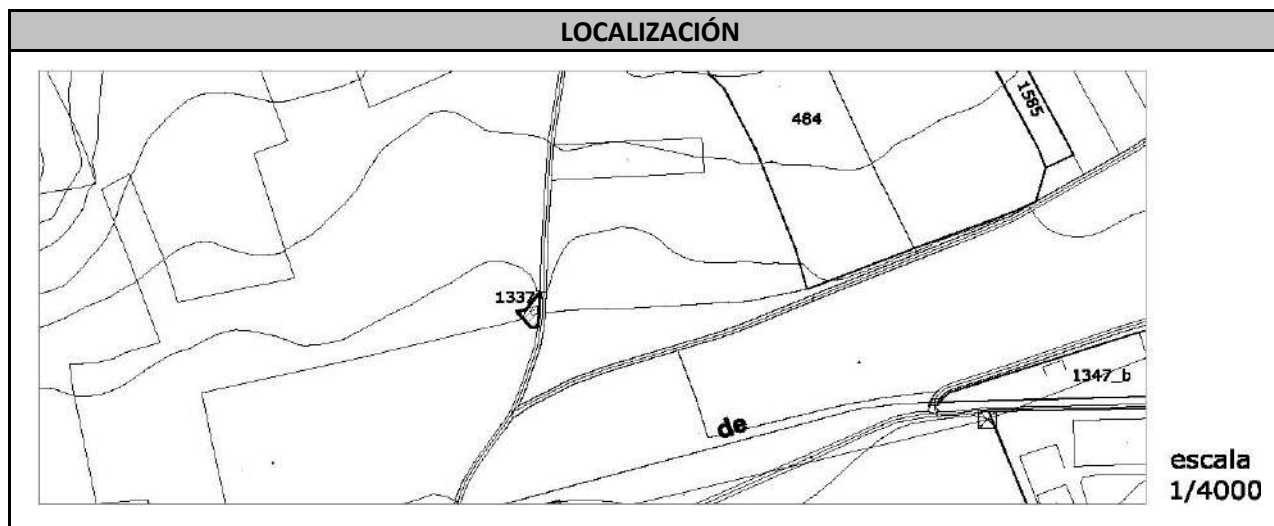 LOCALIZACIÓN
484
1585
1337
1347_b
de
escala
1/4000